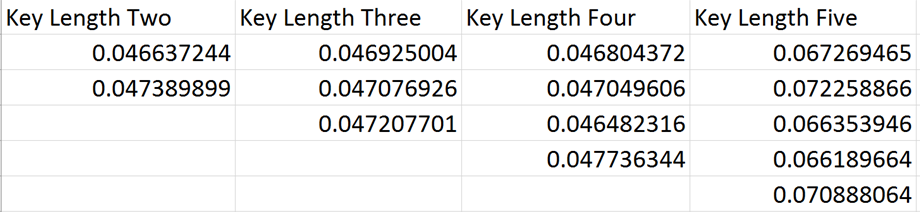 Key Length Two Key Length Three Key Length Four Key Length Five
0.046637244 0.046925004 0.046804372 0.067269465
0.047389899 0.047076926 0.047049606 0.072258866
0.047207701 0.046482316 0.066353946
0.047736344 0.066189664
0.070888064